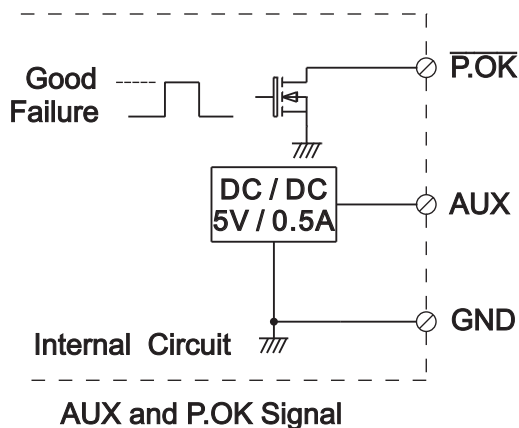 Good
Failure
P.OK
DC / DC
5V / 0.5A
AUX
GND
Internal Circuit
AUX and P.OK Signal